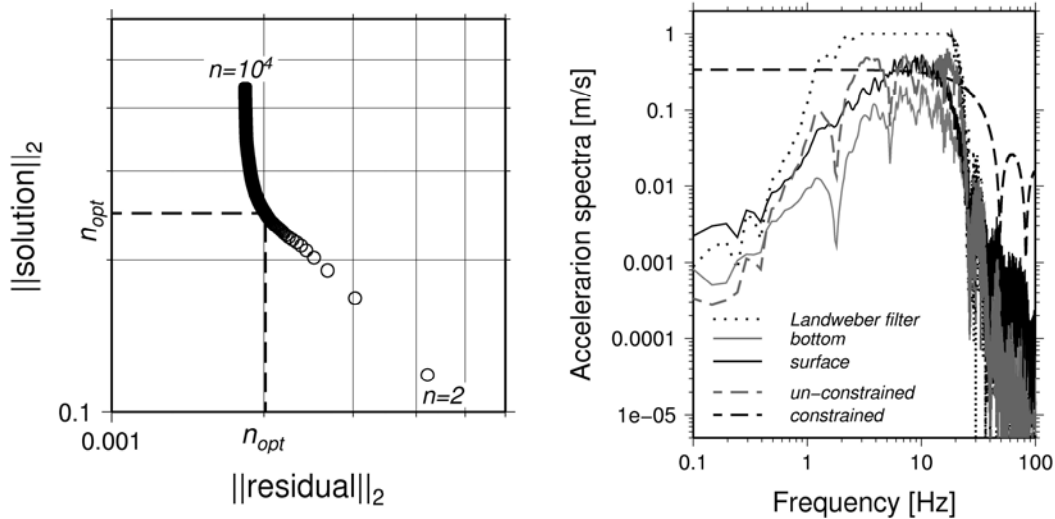 n=10⁴
||solution||₂
n_opt
n=2
0.1
0.001
n_opt
||residual||₂
1
0.1
0.01
0.001
0.0001
1e−05
Accelerarion spectra [m/s]
Landweber filter
bottom
surface
un-constrained
constrained
0.1
1
10
100
Frequency [Hz]